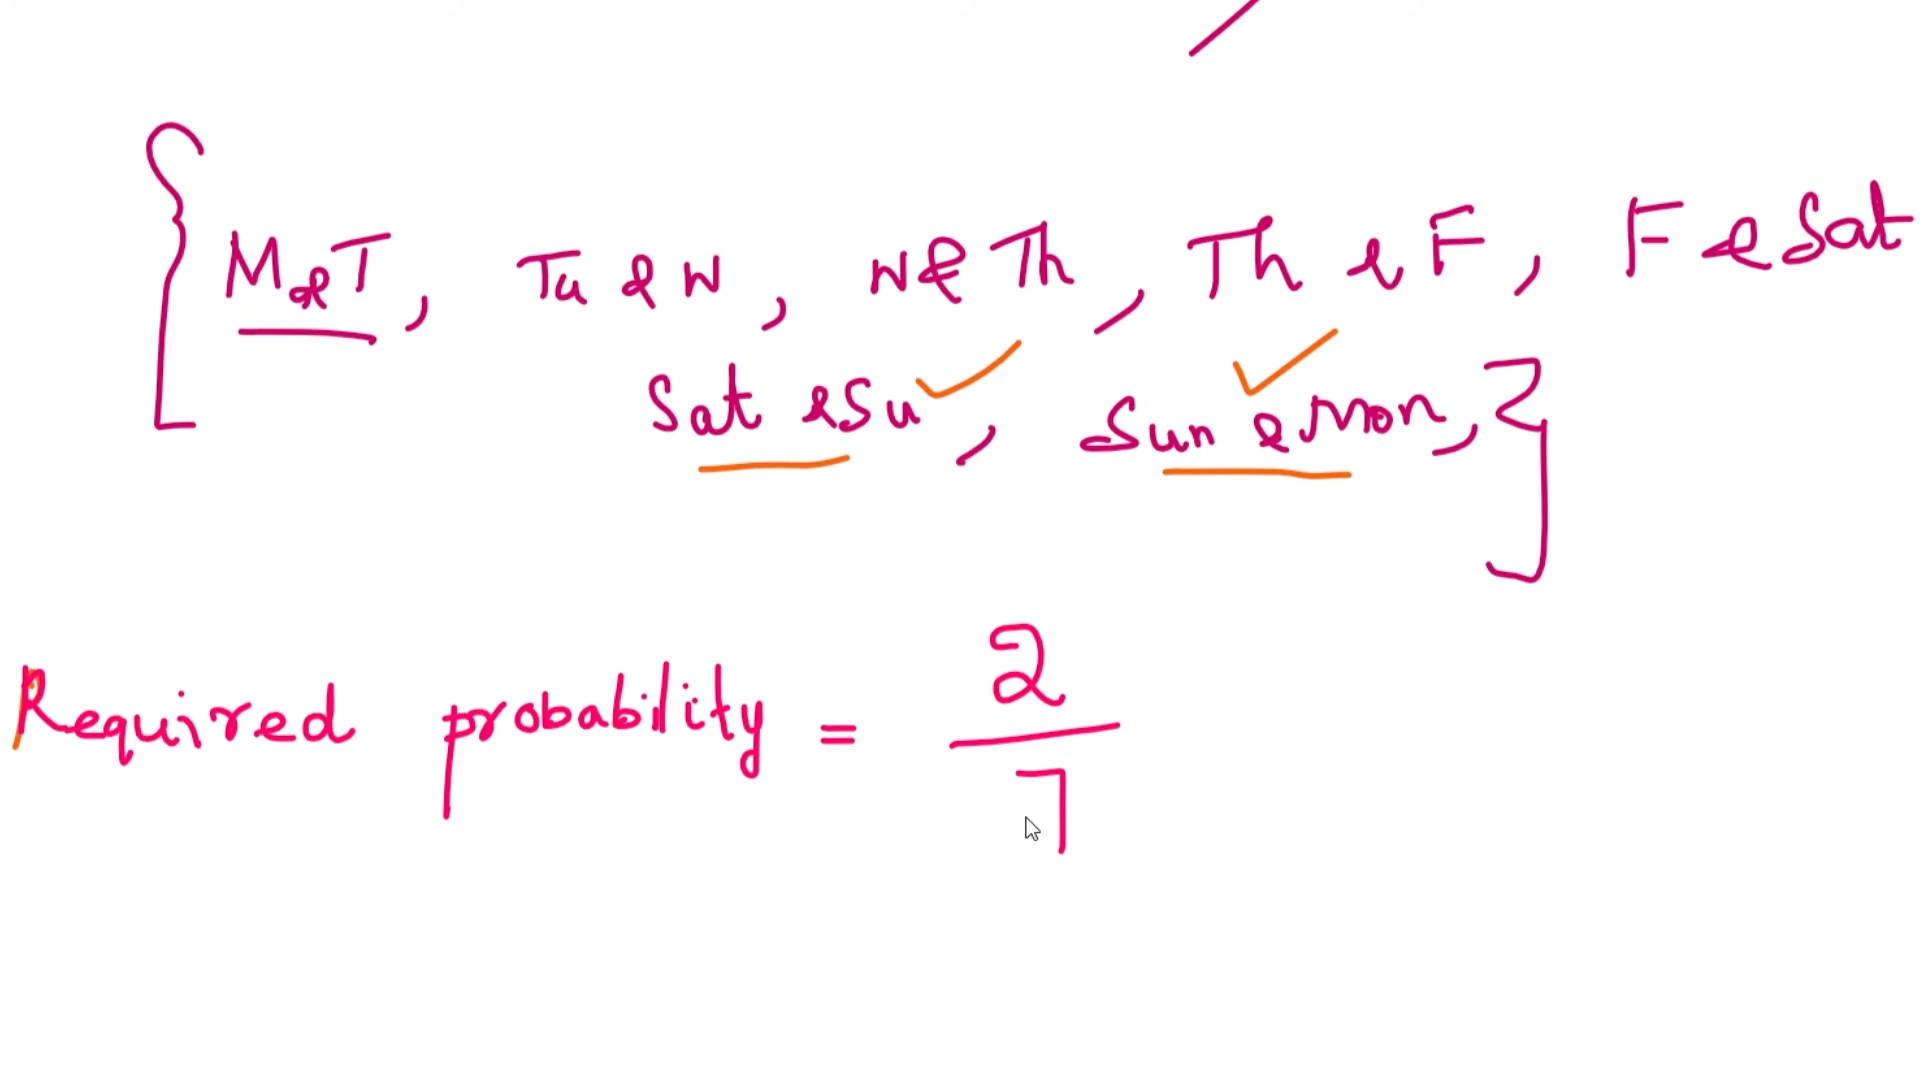 { M & T, Tu & W, W & Th, Th & F, F & Sat
Sat & Su, Sun & Mon, }
Required probability = 2/7